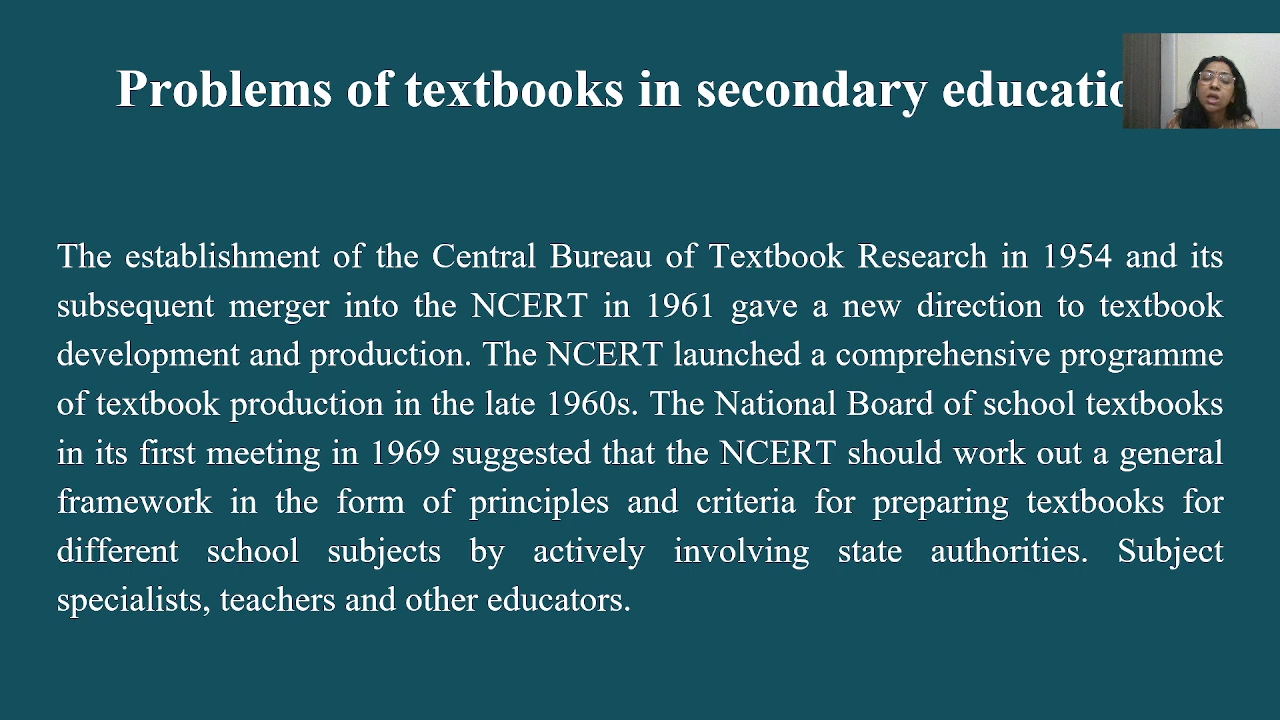 Problems of textbooks in secondary educatio
The establishment of the Central Bureau of Textbook Research in 1954 and its
subsequent merger into the NCERT in 1961 gave a new direction to textbook
development and production. The NCERT launched a comprehensive programme
of textbook production in the late 1960s. The National Board of school textbooks
in its first meeting in 1969 suggested that the NCERT should work out a general
framework in the form of principles and criteria for preparing textbooks for
different school subjects by actively involving state authorities. Subject
specialists, teachers and other educators.